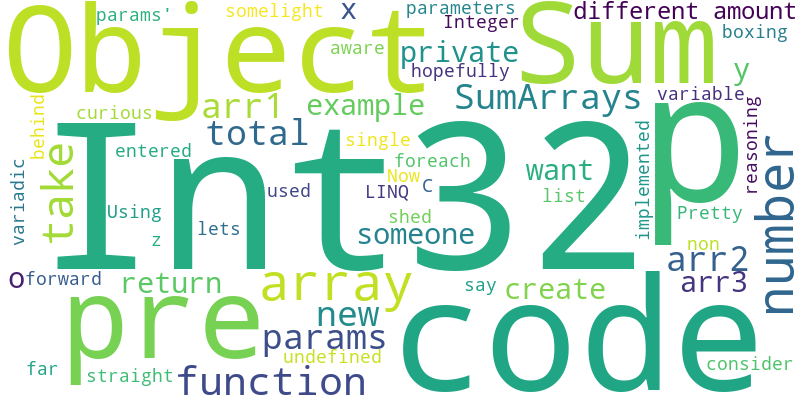 Object
Sum
params'
somelight
x
parameters
Integer
different amount
boxing
aware
private
hopefully
y
curious
arr1
example
SumArrays
variable
behind
Int32
p
total
single
foreach
want
reasoning
implemented
entered
take
variadic
Using
z
lets
used
Now
LINQ
C
list
shed
someone
Pretty
non
number
o
forward
return
array
arr2
arr3
say
create
new
pre
code
params
undefined
far
straight
function
consider